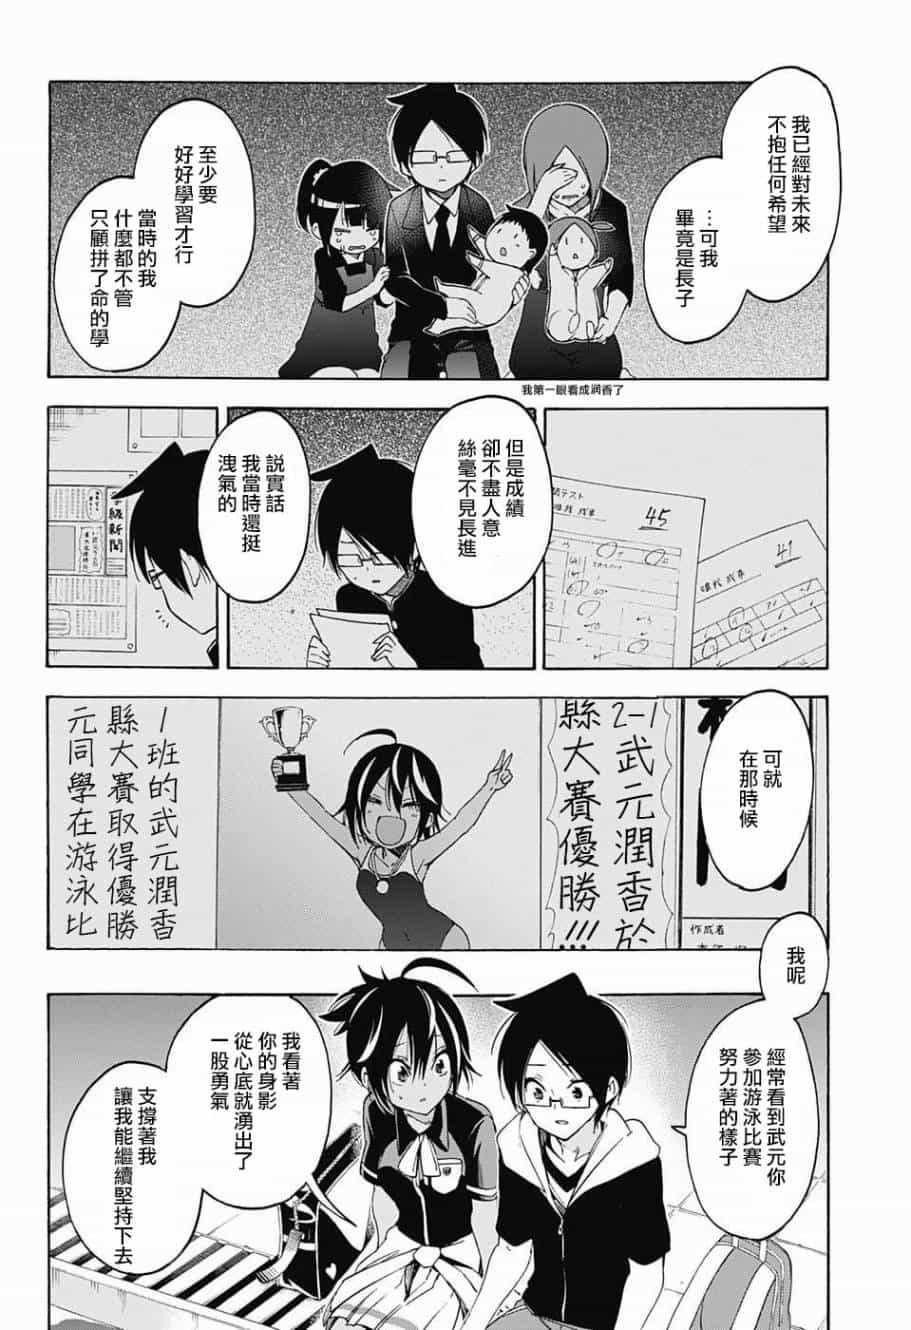 我已經對未來
不抱任何希望
…可我
畢竟是長子
至少要
好好學習才行
當時的我
什麼都不管
只顧拼了命的學
我第一眼看成润香了
45
41
但是成績
卻不盡人意
絲毫不見長進
説實話
我當時還挺
洩氣的
學級新聞
可就
在那時候
作成者
2-1武元潤香於
縣大賽優勝!!!
1班的武元潤香
縣大賽取得優勝
元同學在游泳比
我呢
經常看到武元你
參加游泳比賽
努力著的樣子
我看著
你的身影
從心底就湧出了
一股勇氣
支撐著我
讓我能繼續堅持下去